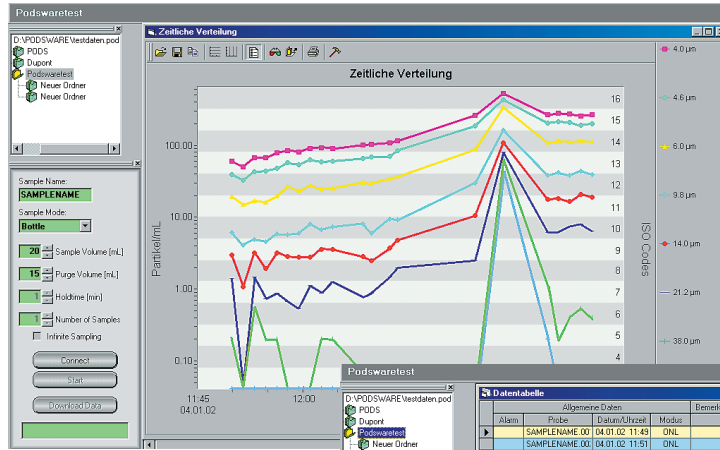 Podswaretest
D:\PODSWARE\testdaten.pod
PODS
Dupont
Podswaretest
Neuer Ordner
Neuer Ordner
Sample Name:
SAMPLENAME
Sample Mode:
Bottle
20 Sample Volume [mL]
15 Purge Volume [mL]
1 Holdtime [min]
1 Number of Samples
Infinite Sampling
Connect
Start
Download Data
Zeitliche Verteilung
Zeitliche Verteilung
Partikel/mL
100.00
10.00
1.00
0.10
11:45
04.01.02
12:00
16
15
14
13
12
11
10
9
8
7
6
5
4
ISO Codes
4.0 µm
4.6 µm
6.0 µm
9.8 µm
14.0 µm
21.2 µm
38.0 µm
Podswaretest
D:\PODSWARE\testdaten.pod
PODS
Dupont
Podswaretest
Neuer Ordner
Datentabelle
Allgemeine Daten
Bemerk
Alarm Probe Datum/Uhrzeit Modus
SAMPLENAME.00 04.01.02 11:49 ONL
SAMPLENAME.00 04.01.02 11:51 ONL